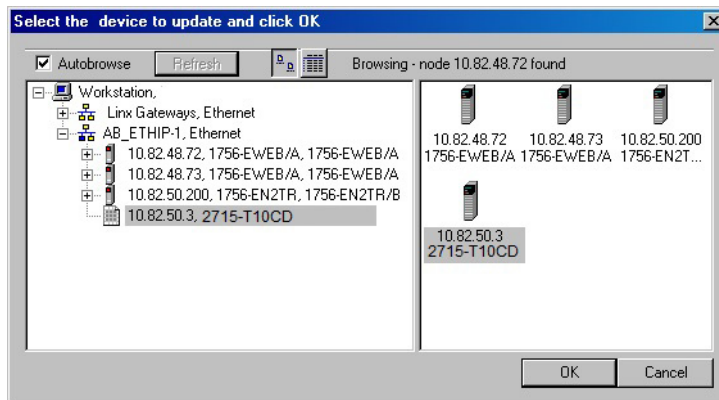 Select the device to update and click OK
Autobrowse
Refresh
Browsing - node 10.82.48.72 found
Workstation,
Linx Gateways, Ethernet
AB_ETHIP-1, Ethernet
10.82.48.72, 1756-EWEB/A, 1756-EWEB/A
10.82.48.73, 1756-EWEB/A, 1756-EWEB/A
10.82.50.200, 1756-EN2TR, 1756-EN2TR/B
10.82.50.3, 2715-T10CD
10.82.48.72 10.82.48.73 10.82.50.200
1756-EWEB/A 1756-EWEB/A 1756-EN2T...
10.82.50.3
2715-T10CD
OK Cancel